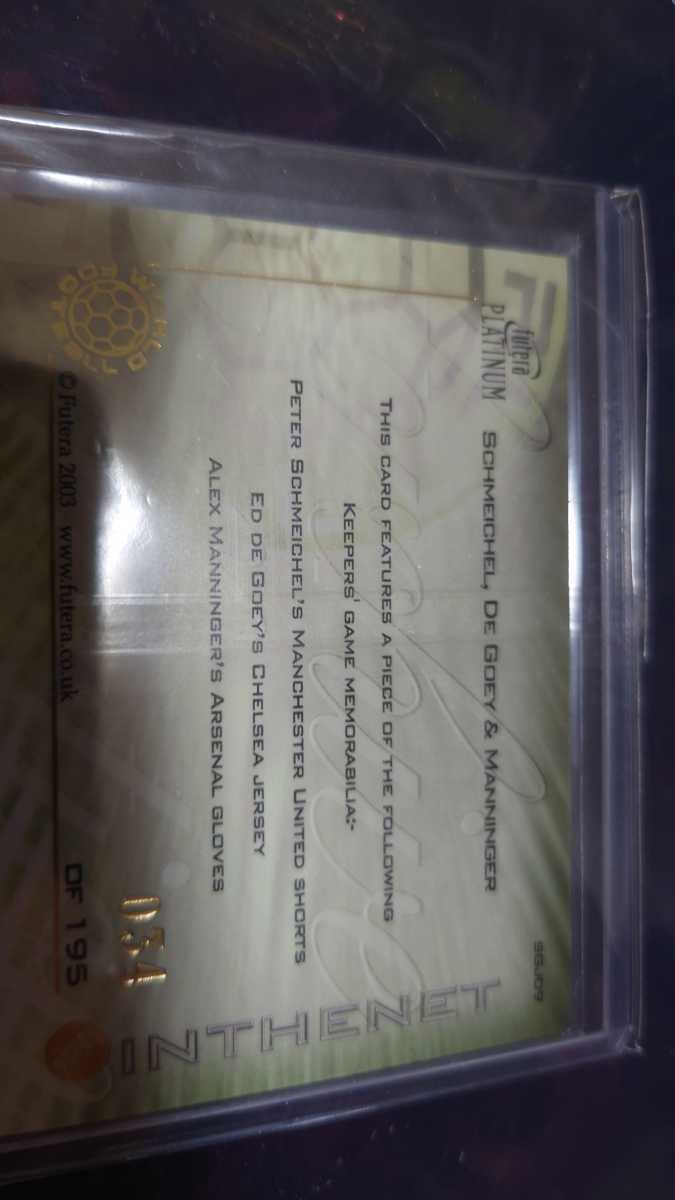 futera
PLATINUM
SCHMEICHEL, DE GOEY & MANNINGER
SGJ09
THIS CARD FEATURES A PIECE OF THE FOLLOWING
KEEPERS' GAME MEMORABILIA:-
PETER SCHMEICHEL'S MANCHESTER UNITED SHORTS
ED DE GOEY'S CHELSEA JERSEY
ALEX MANNINGER'S ARSENAL GLOVES
INTHENET
034
OF 195
© Futera 2003 www.futera.co.uk